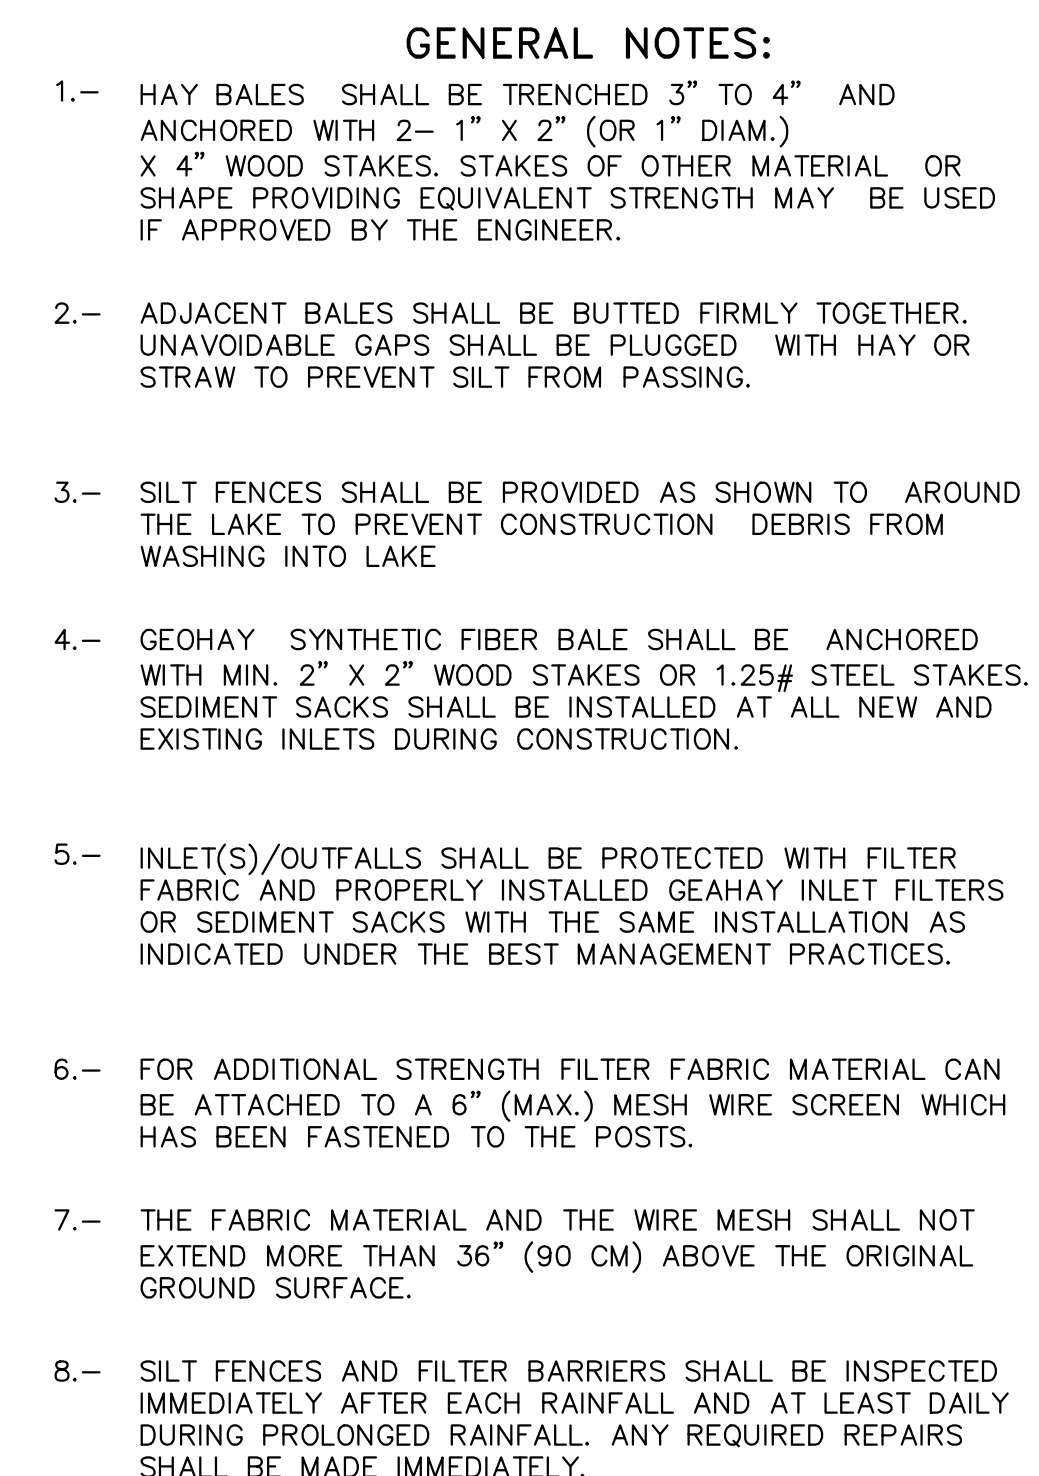 GENERAL NOTES:
1.– HAY BALES SHALL BE TRENCHED 3" TO 4" AND
ANCHORED WITH 2– 1" X 2" (OR 1" DIAM.)
X 4" WOOD STAKES. STAKES OF OTHER MATERIAL OR
SHAPE PROVIDING EQUIVALENT STRENGTH MAY BE USED
IF APPROVED BY THE ENGINEER.
2.– ADJACENT BALES SHALL BE BUTTED FIRMLY TOGETHER.
UNAVOIDABLE GAPS SHALL BE PLUGGED WITH HAY OR
STRAW TO PREVENT SILT FROM PASSING.
3.– SILT FENCES SHALL BE PROVIDED AS SHOWN TO AROUND
THE LAKE TO PREVENT CONSTRUCTION DEBRIS FROM
WASHING INTO LAKE
4.– GEOHAY SYNTHETIC FIBER BALE SHALL BE ANCHORED
WITH MIN. 2" X 2" WOOD STAKES OR 1.25# STEEL STAKES.
SEDIMENT SACKS SHALL BE INSTALLED AT ALL NEW AND
EXISTING INLETS DURING CONSTRUCTION.
5.– INLET(S)/OUTFALLS SHALL BE PROTECTED WITH FILTER
FABRIC AND PROPERLY INSTALLED GEAHAY INLET FILTERS
OR SEDIMENT SACKS WITH THE SAME INSTALLATION AS
INDICATED UNDER THE BEST MANAGEMENT PRACTICES.
6.– FOR ADDITIONAL STRENGTH FILTER FABRIC MATERIAL CAN
BE ATTACHED TO A 6" (MAX.) MESH WIRE SCREEN WHICH
HAS BEEN FASTENED TO THE POSTS.
7.– THE FABRIC MATERIAL AND THE WIRE MESH SHALL NOT
EXTEND MORE THAN 36" (90 CM) ABOVE THE ORIGINAL
GROUND SURFACE.
8.– SILT FENCES AND FILTER BARRIERS SHALL BE INSPECTED
IMMEDIATELY AFTER EACH RAINFALL AND AT LEAST DAILY
DURING PROLONGED RAINFALL. ANY REQUIRED REPAIRS
SHALL BE MADE IMMEDIATELY.